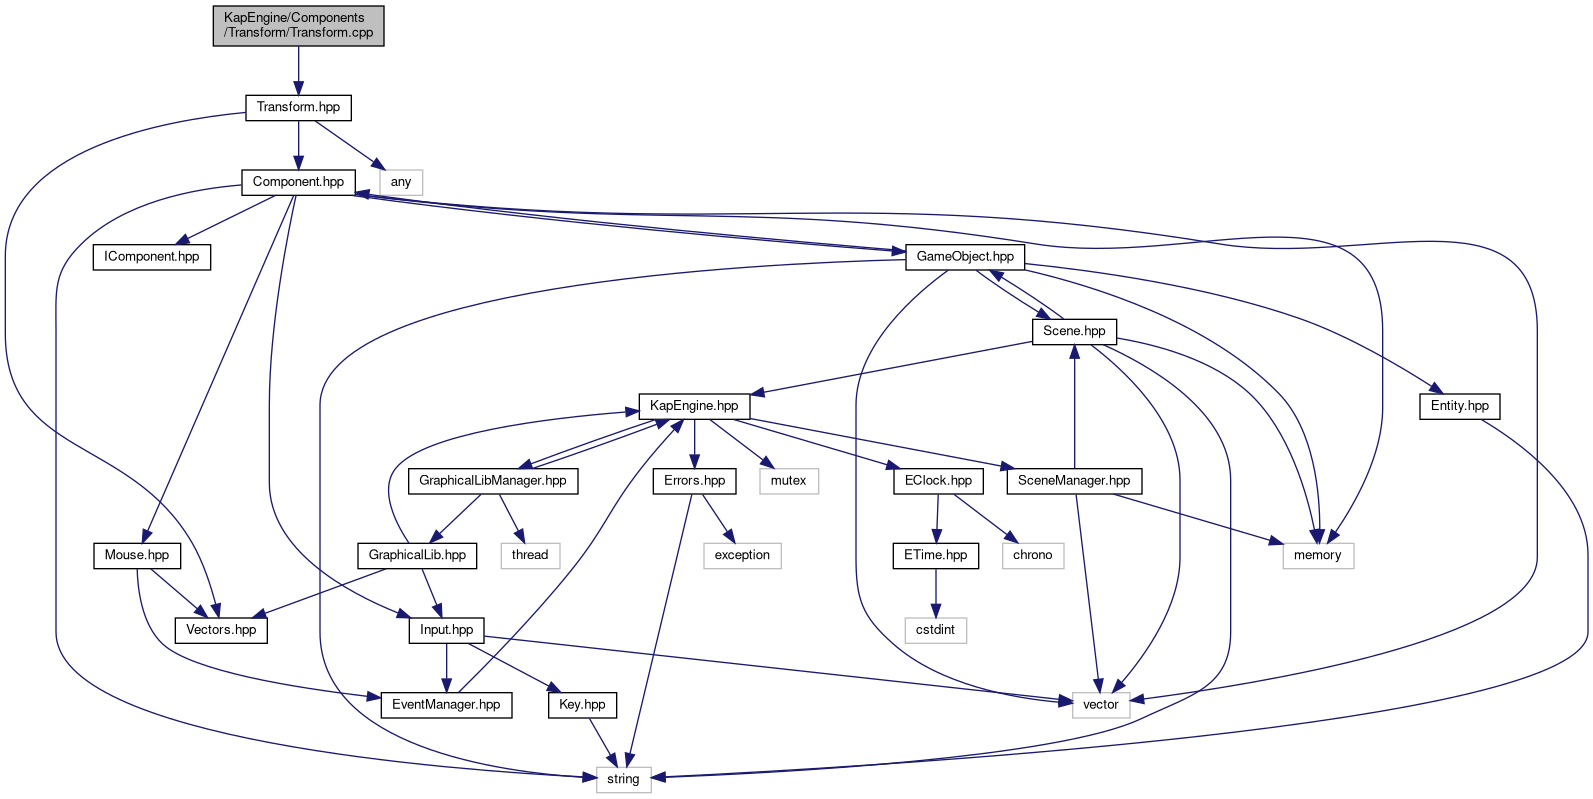 KapEngine/Components
/Transform/Transform.cpp
Transform.hpp
Component.hpp
any
IComponent.hpp
GameObject.hpp
Scene.hpp
KapEngine.hpp
Entity.hpp
GraphicalLibManager.hpp
Errors.hpp
mutex
EClock.hpp
SceneManager.hpp
Mouse.hpp
GraphicalLib.hpp
thread
exception
ETime.hpp
chrono
memory
Vectors.hpp
Input.hpp
cstdint
EventManager.hpp
Key.hpp
vector
string